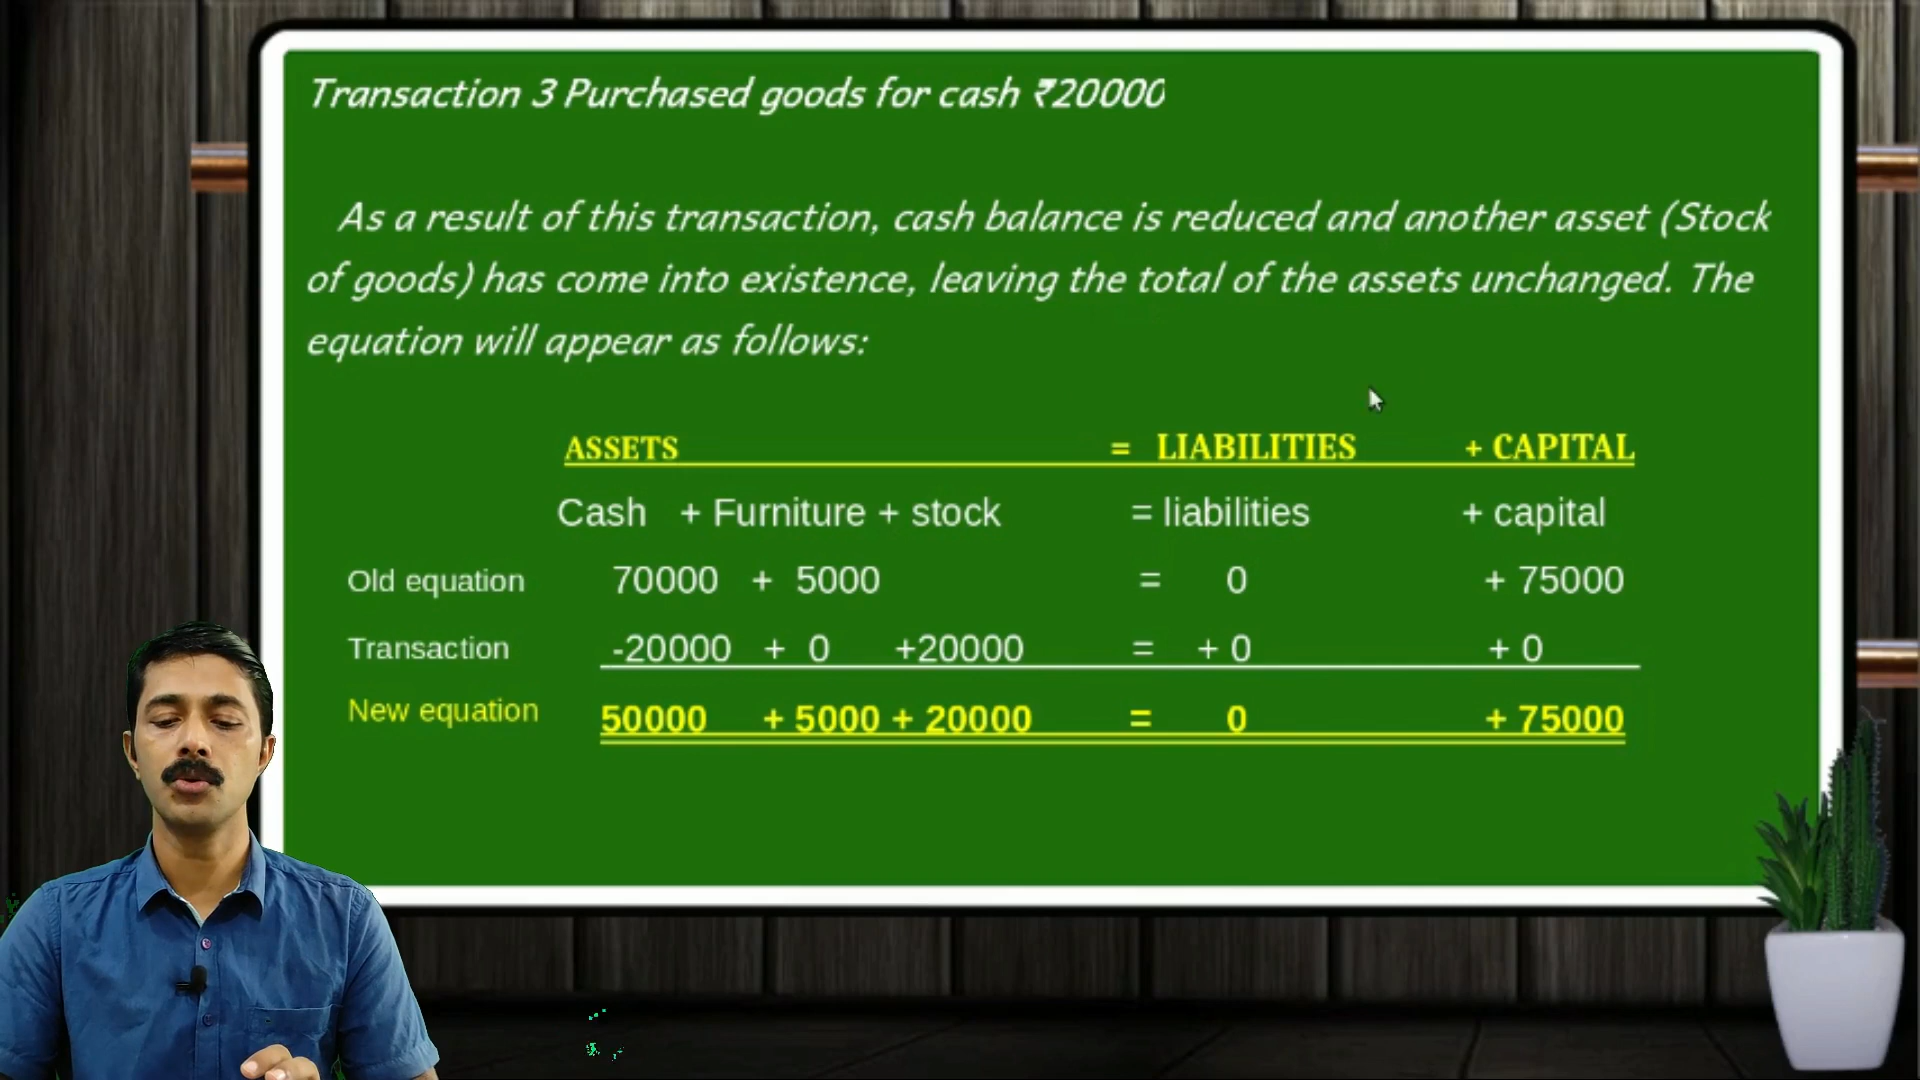 Transaction 3 Purchased goods for cash ₹20000
As a result of this transaction, cash balance is reduced and another asset (Stock
of goods) has come into existence, leaving the total of the assets unchanged. The
equation will appear as follows:
ASSETS = LIABILITIES + CAPITAL
Cash + Furniture + stock = liabilities + capital
Old equation 70000 + 5000 = 0 + 75000
Transaction -20000 + 0 +20000 = + 0 + 0
New equation 50000 + 5000 + 20000 = 0 + 75000